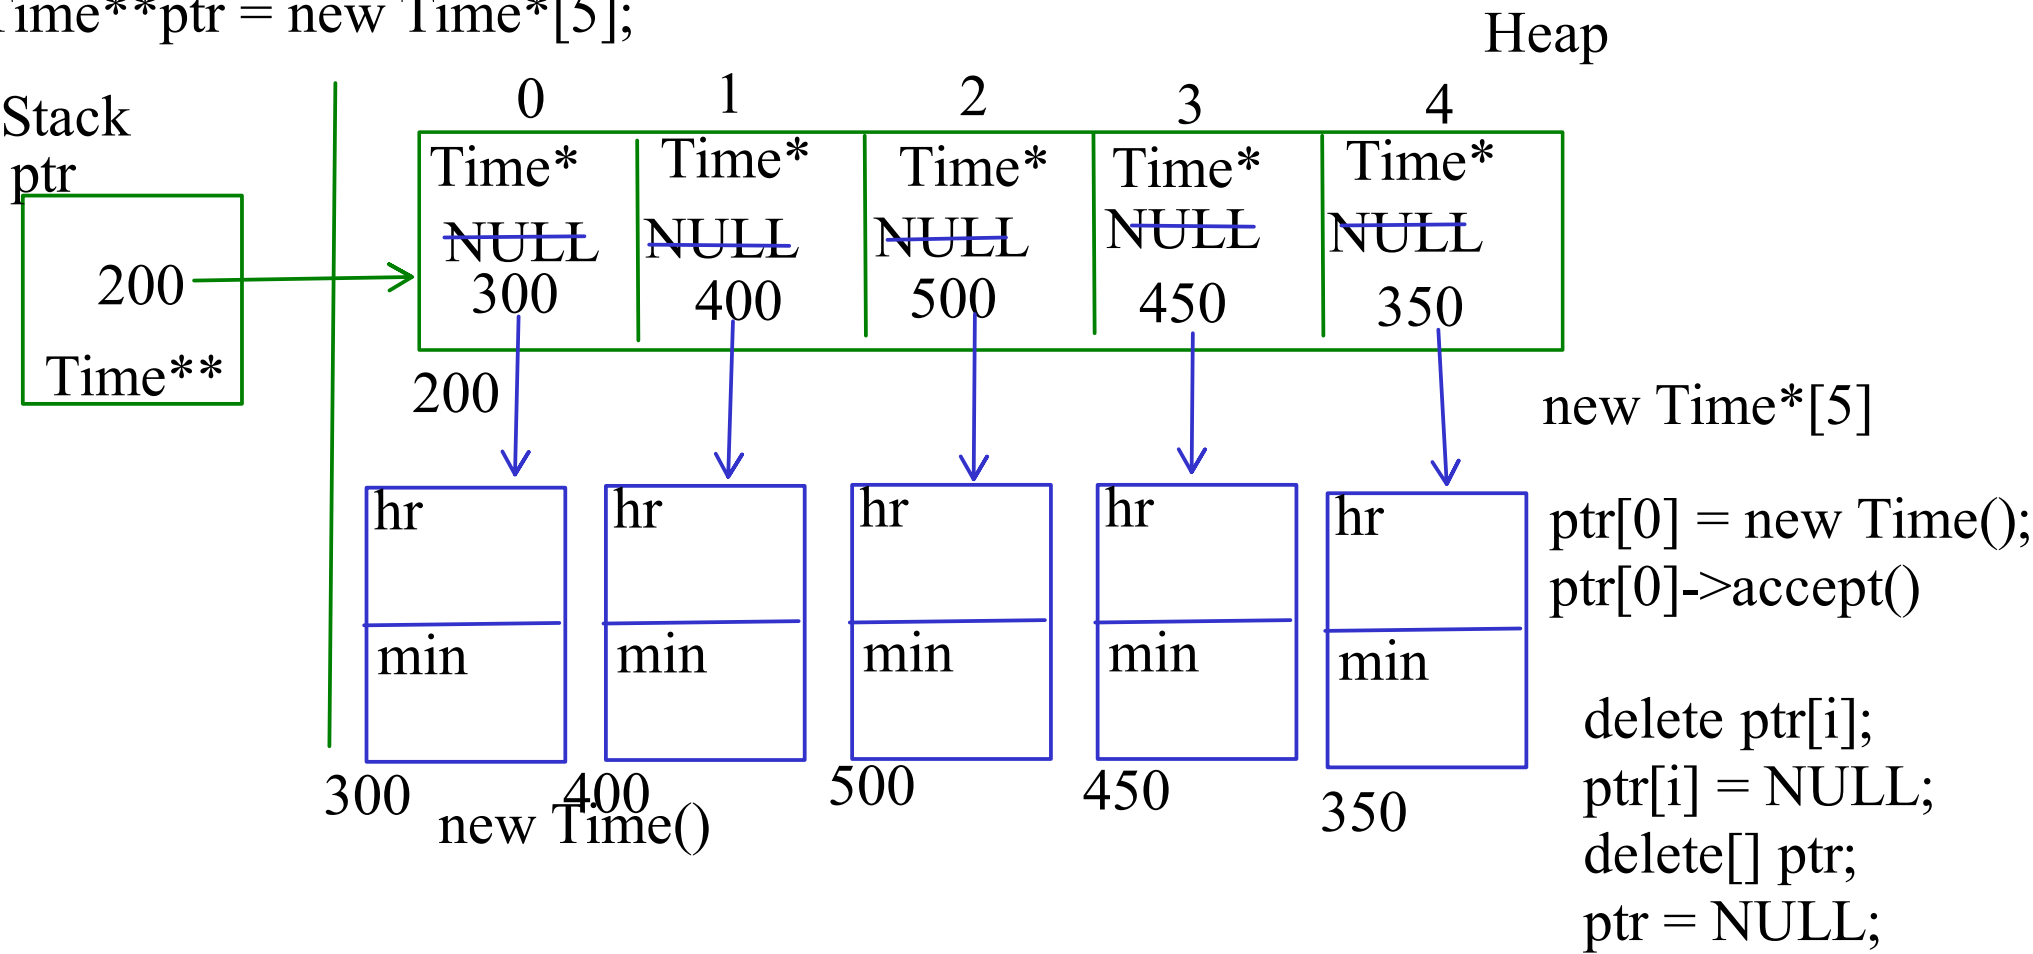 Time**ptr = new Time*[5];
Heap
Stack
ptr
200
Time**
0 1 2 3 4
Time* Time* Time* Time* Time*
NULL NULL NULL NULL NULL
300 400 500 450 350
200
new Time*[5]
hr hr hr hr hr
min min min min min
300 400 500 450 350
new Time()
ptr[0] = new Time();
ptr[0]->accept()
delete ptr[i];
ptr[i] = NULL;
delete[] ptr;
ptr = NULL;